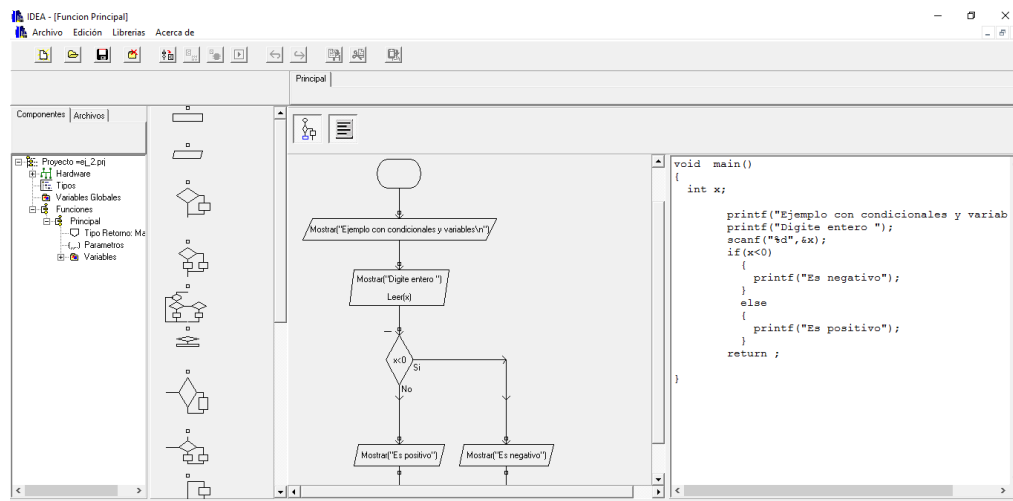 IDEA - [Funcion Principal]
Archivo Edición Librerias Acerca de
Principal
Componentes Archivos
Proyecto =ej_2.prj
Hardware
Tipos
Variables Globales
Funciones
Principal
Tipo Retorno: Ma
(,,,) Parametros
Variables
Mostrar("Ejemplo con condicionales y variables\n")
Mostrar("Digite entero ")
Leer(x)
x<0
Si
No
Mostrar("Es positivo")
Mostrar("Es negativo")
void main()
{
int x;
printf("Ejemplo con condicionales y variab
printf("Digite entero ");
scanf("%d",&x);
if(x<0)
{
printf("Es negativo");
}
else
{
printf("Es positivo");
}
return ;
}